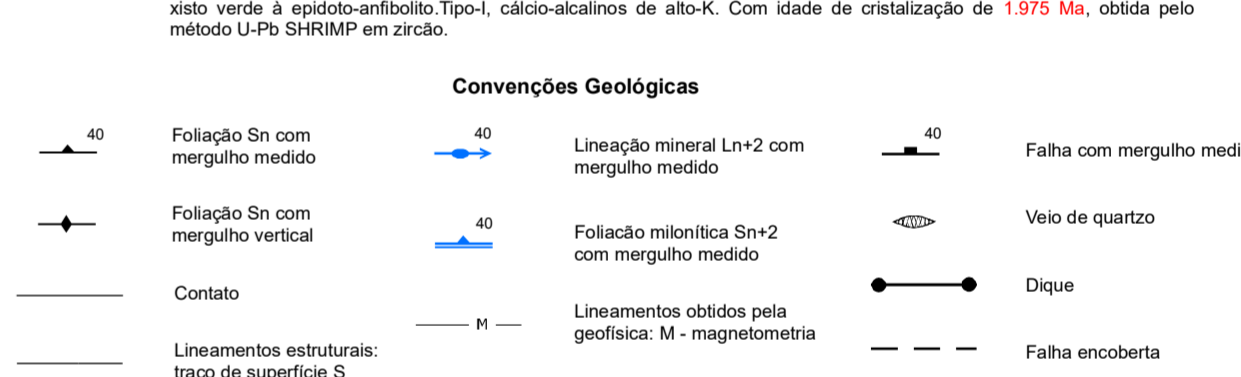 xisto verde à epidoto-anfibolito.Tipo-I, cálcio-alcalinos de alto-K. Com idade de cristalização de 1.975 Ma, obtida pelo
método U-Pb SHRIMP em zircão.
Convenções Geológicas
40
Foliação Sn com
mergulho medido
Foliação Sn com
mergulho vertical
Contato
Lineamentos estruturais:
traço de superfície S
40
Lineação mineral Ln+2 com
mergulho medido
40
Foliacão milonítica Sn+2
com mergulho medido
M
Lineamentos obtidos pela
geofísica: M - magnetometria
40
Falha com mergulho medi
Veio de quartzo
Dique
Falha encoberta